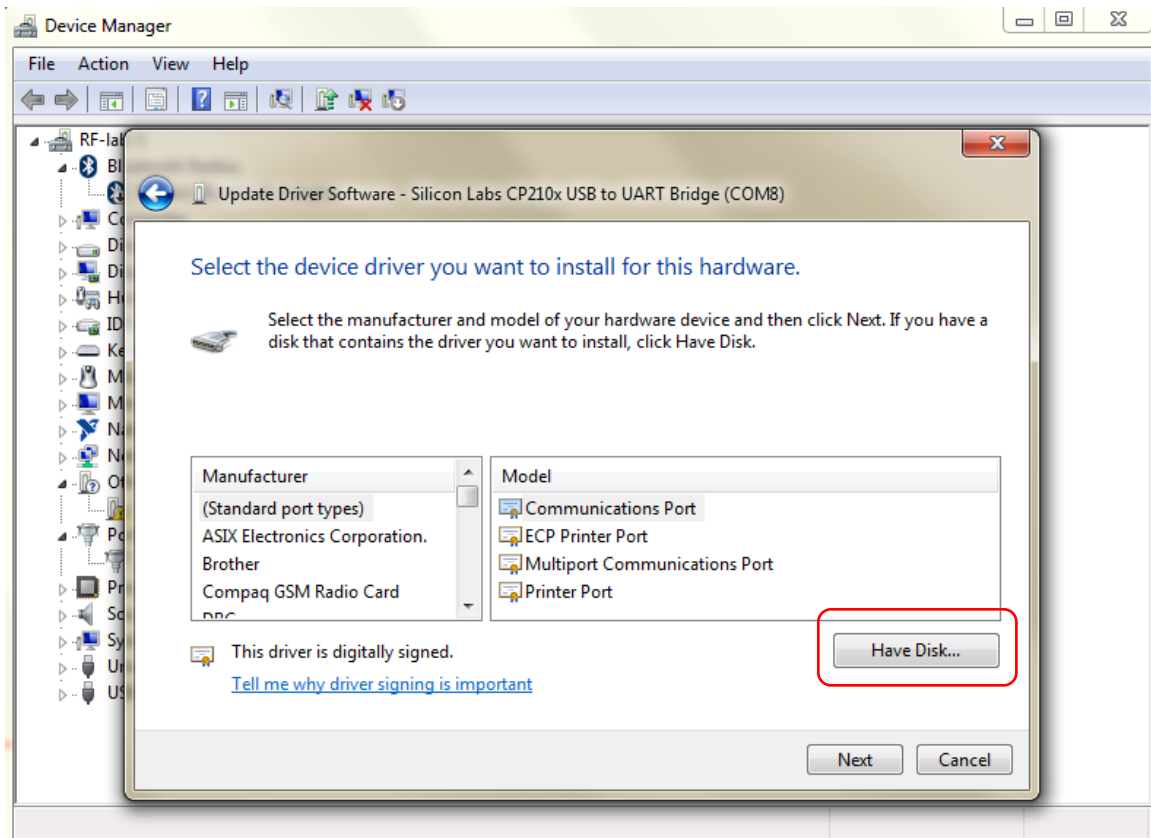 Device Manager
File Action View Help
RF-lab
Update Driver Software - Silicon Labs CP210x USB to UART Bridge (COM8)
Select the device driver you want to install for this hardware.
Select the manufacturer and model of your hardware device and then click Next. If you have a
disk that contains the driver you want to install, click Have Disk.
Manufacturer
(Standard port types)
ASIX Electronics Corporation.
Brother
Compaq GSM Radio Card
Model
Communications Port
ECP Printer Port
Multiport Communications Port
Printer Port
This driver is digitally signed.
Tell me why driver signing is important
Have Disk...
Next Cancel